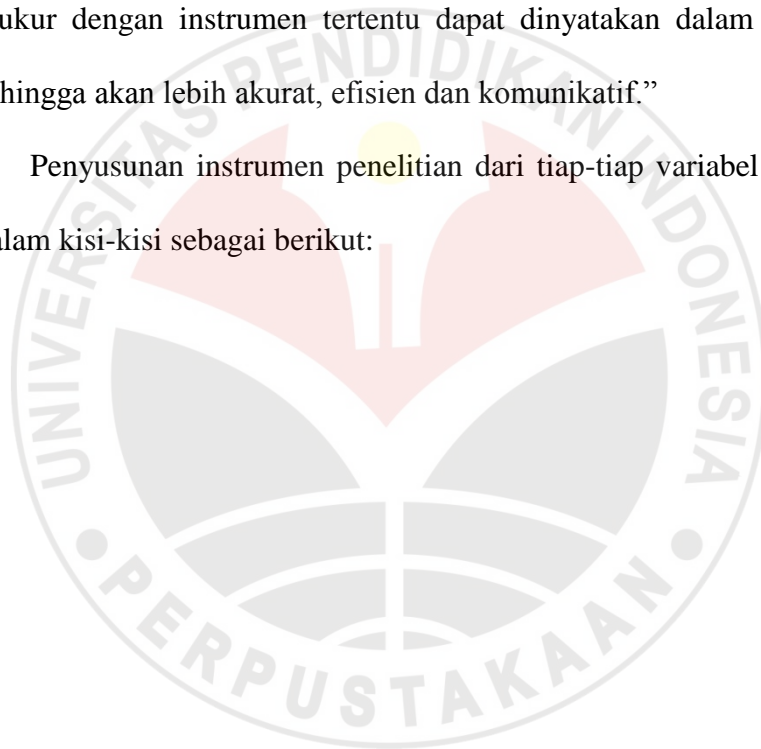 ukur dengan instrumen tertentu dapat dinyatakan dalam
hingga akan lebih akurat, efisien dan komunikatif.”
Penyusunan instrumen penelitian dari tiap-tiap variabel
alam kisi-kisi sebagai berikut:
UNIVERSITAS PENDIDIKAN INDONESIA
PERPUSTAKAAN